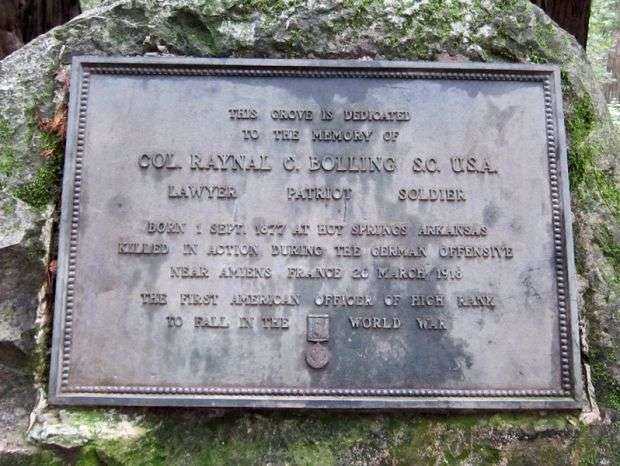 THIS GROVE IS DEDICATED
TO THE MEMORY OF
COL. RAYNAL C. BOLLING S.C. U.S.A.
LAWYER PATRIOT SOLDIER
BORN 1 SEPT. 1877 AT HOT SPRINGS ARKANSAS
KILLED IN ACTION DURING THE GERMAN OFFENSIVE
NEAR AMIENS FRANCE 26 MARCH 1918
THE FIRST AMERICAN OFFICER OF HIGH RANK
TO FALL IN THE WORLD WAR